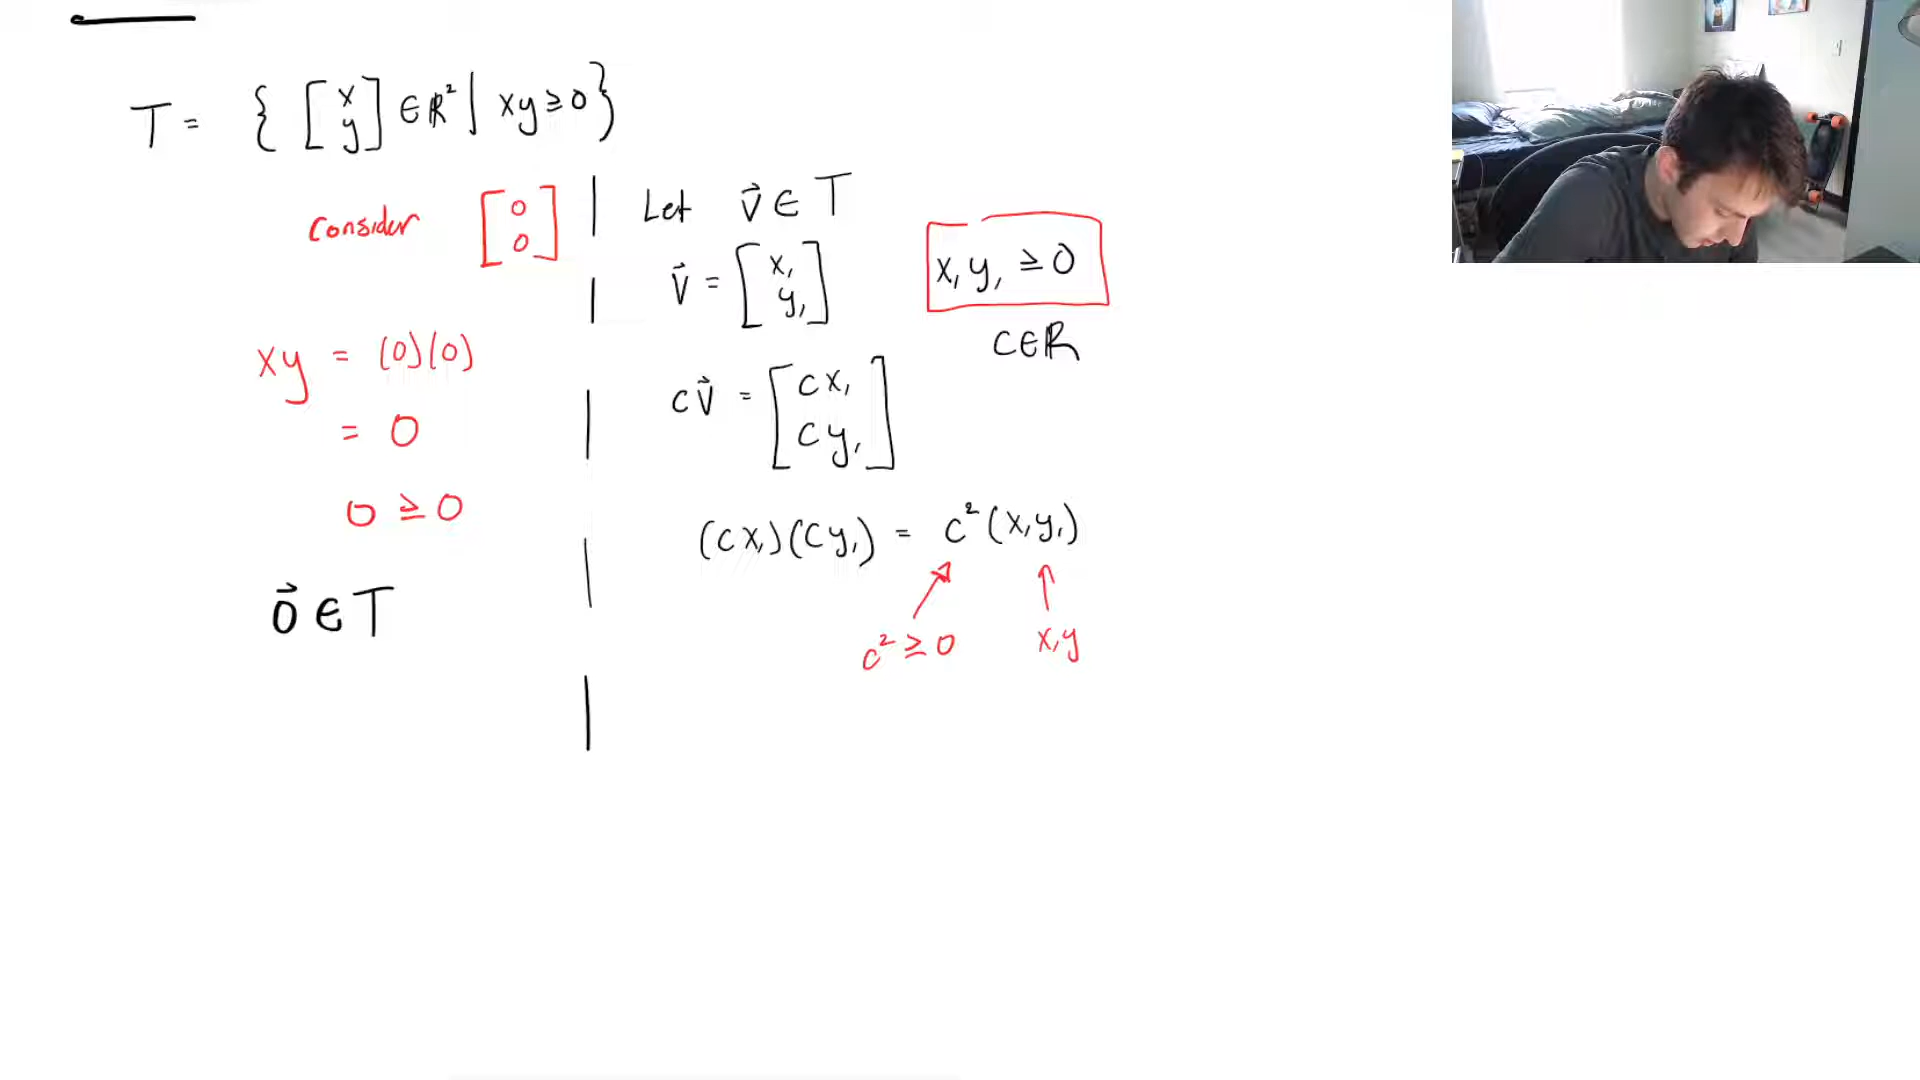 T = { [x y] ∈ ℝ² | xy ≥ 0 }
Consider [0 0]
xy = (0)(0)
= 0
0 ≥ 0
0⃗ ∈ T
Let v⃗ ∈ T
v⃗ = [x₁ y₁]
x₁y₁ ≥ 0
C∈ℝ
cv⃗ = [cx₁ cy₁]
(cx₁)(cy₁) = c²(x₁y₁)
c² ≥ 0
x₁y